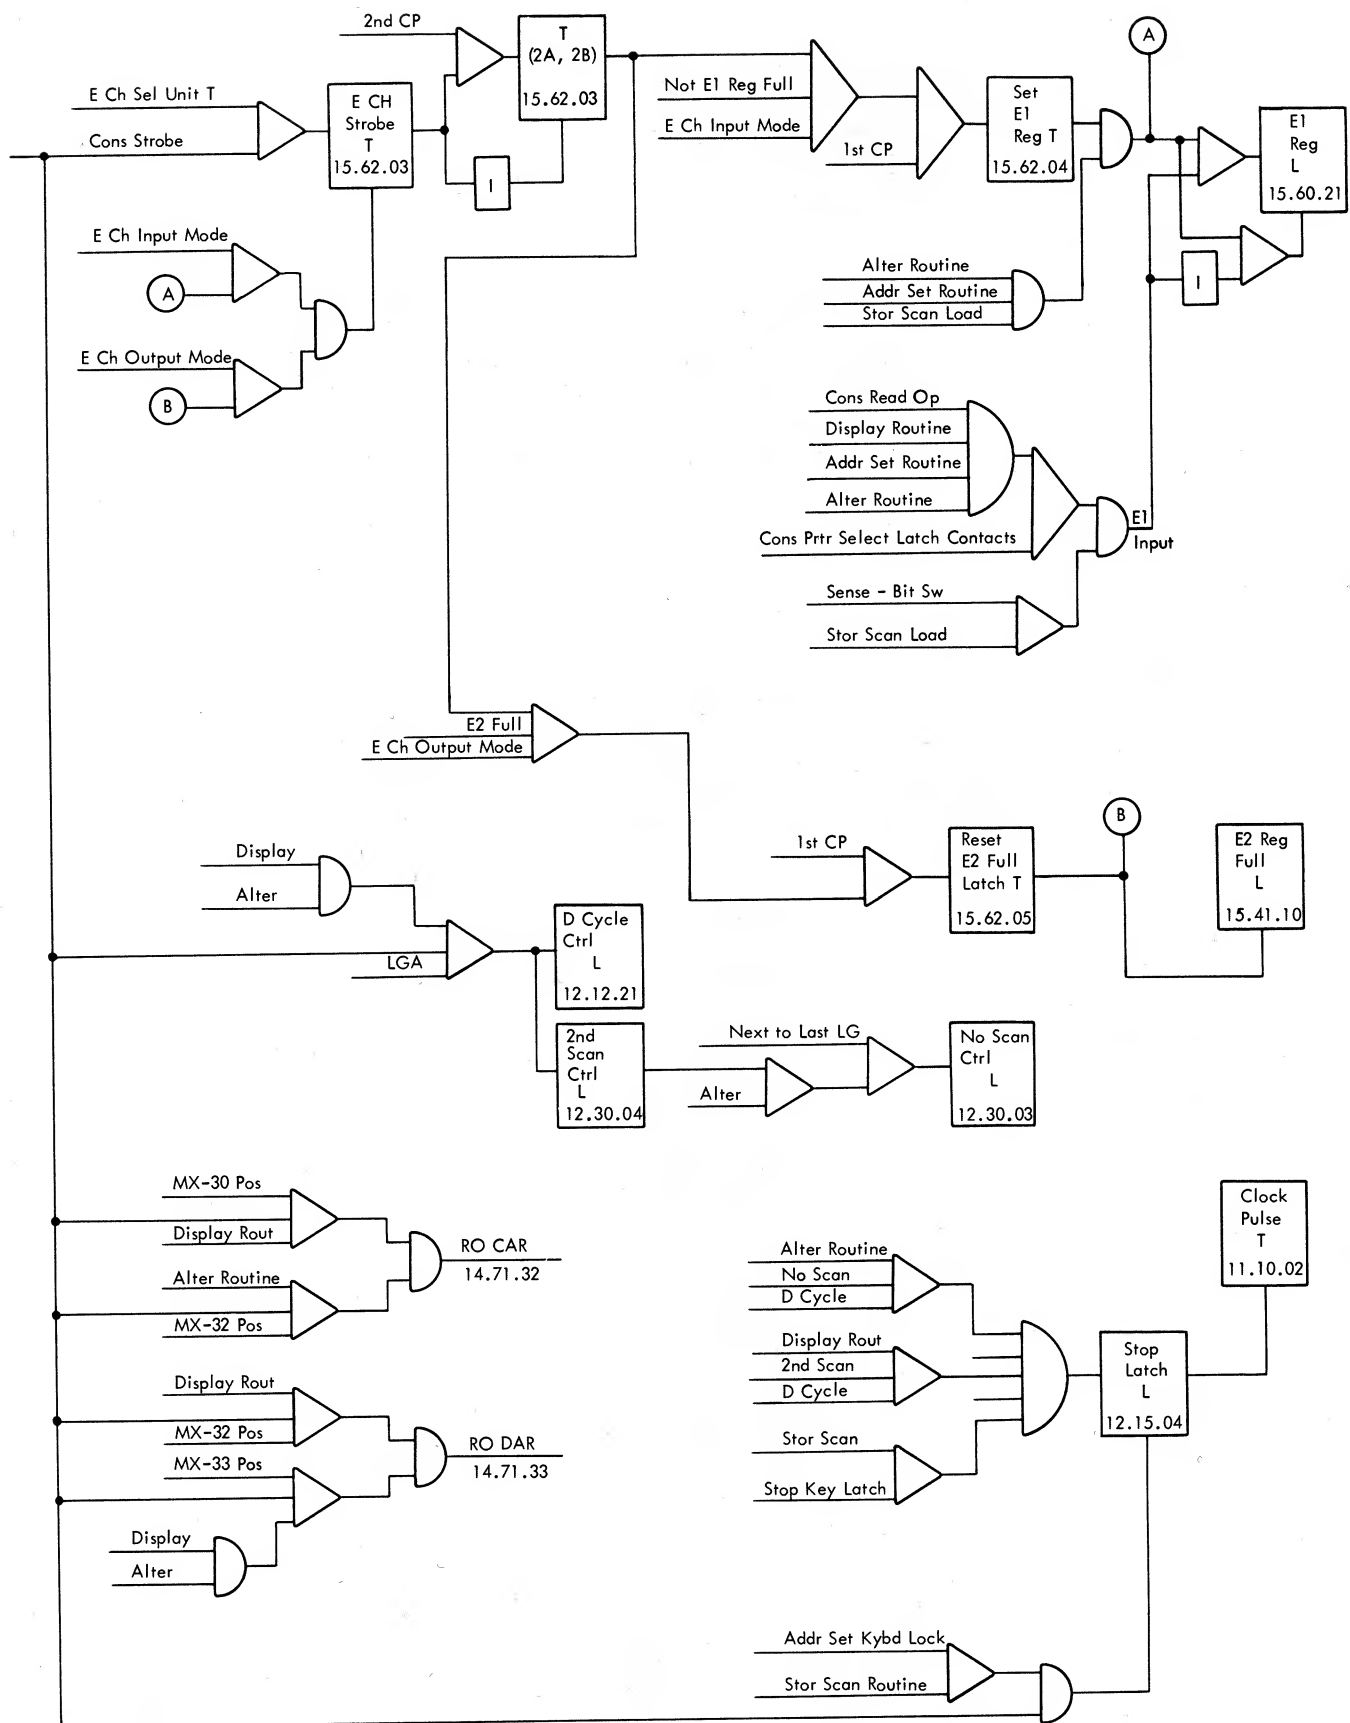 2nd CP
T
(2A, 2B)
15.62.03
E Ch Sel Unit T
Cons Strobe
E CH
Strobe
T
15.62.03
I
Not E1 Reg Full
E Ch Input Mode
1st CP
Set
E1
Reg T
15.62.04
A
E1
Reg
L
15.60.21
I
E Ch Input Mode
A
E Ch Output Mode
B
Alter Routine
Addr Set Routine
Stor Scan Load
Cons Read Op
Display Routine
Addr Set Routine
Alter Routine
Cons Prtr Select Latch Contacts
E1
Input
Sense - Bit Sw
Stor Scan Load
E2 Full
E Ch Output Mode
1st CP
Reset
E2 Full
Latch T
15.62.05
B
E2 Reg
Full
L
15.41.10
Display
Alter
LGA
D Cycle
Ctrl
L
12.12.21
2nd
Scan
Ctrl
L
12.30.04
Next to Last LG
Alter
No Scan
Ctrl
L
12.30.03
MX-30 Pos
Display Rout
Alter Routine
MX-32 Pos
RO CAR
14.71.32
Display Rout
MX-32 Pos
MX-33 Pos
Display
Alter
RO DAR
14.71.33
Alter Routine
No Scan
D Cycle
Display Rout
2nd Scan
D Cycle
Stor Scan
Stop Key Latch
Stop
Latch
L
12.15.04
Clock
Pulse
T
11.10.02
Addr Set Kybd Lock
Stor Scan Routine